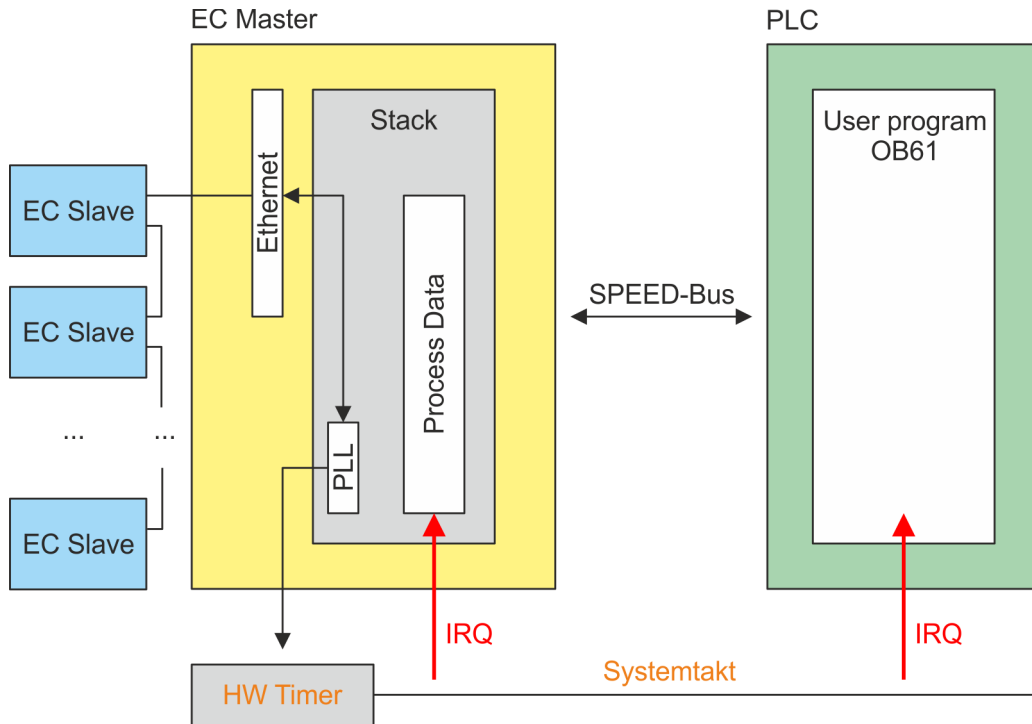 EC Master
PLC
Stack
User program
OB61
EC Slave
Ethernet
EC Slave
SPEED-Bus
Process Data
...
...
PLL
EC Slave
IRQ
IRQ
Systemtakt
HW Timer